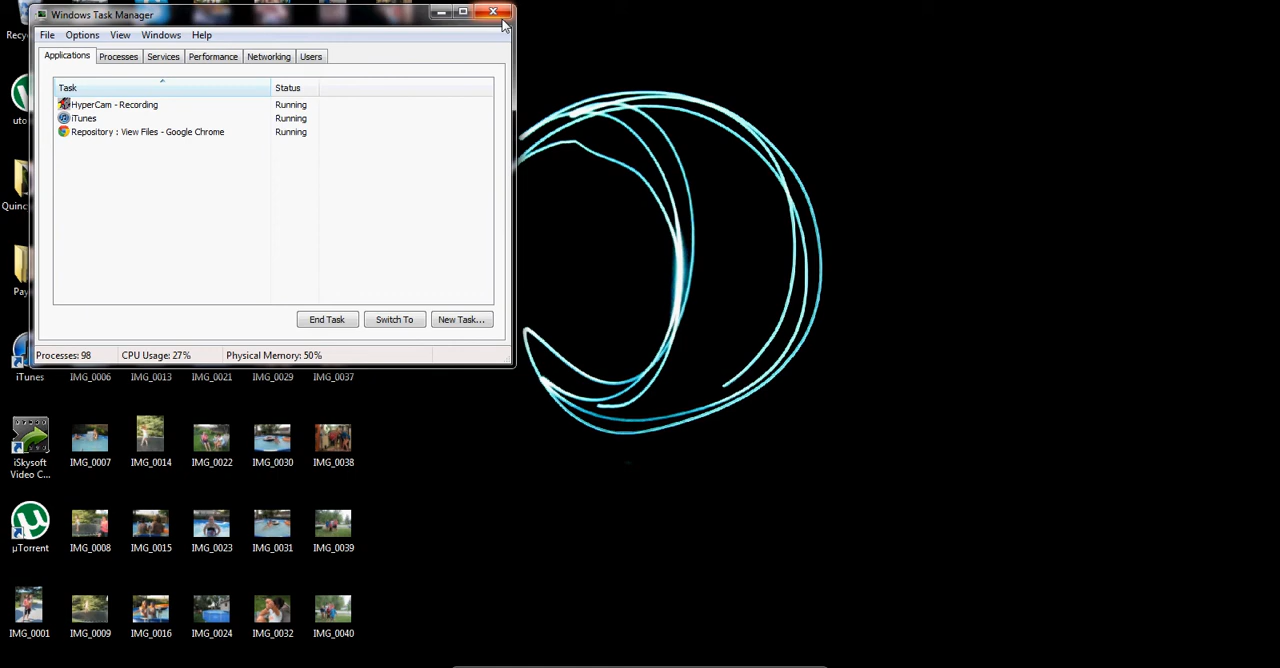 Windows Task Manager
File Options View Windows Help
Applications Processes Services Performance Networking Users
Task Status
HyperCam - Recording Running
iTunes Running
Repository : View Files - Google Chrome Running
End Task Switch To New Task...
Processes: 98 CPU Usage: 27% Physical Memory: 50%
Recy
uto
Quinc
Pay
iTunes IMG_0006 IMG_0013 IMG_0021 IMG_0029 IMG_0037
iSkysoft
Video C... IMG_0007 IMG_0014 IMG_0022 IMG_0030 IMG_0038
µTorrent IMG_0008 IMG_0015 IMG_0023 IMG_0031 IMG_0039
IMG_0001 IMG_0009 IMG_0016 IMG_0024 IMG_0032 IMG_0040